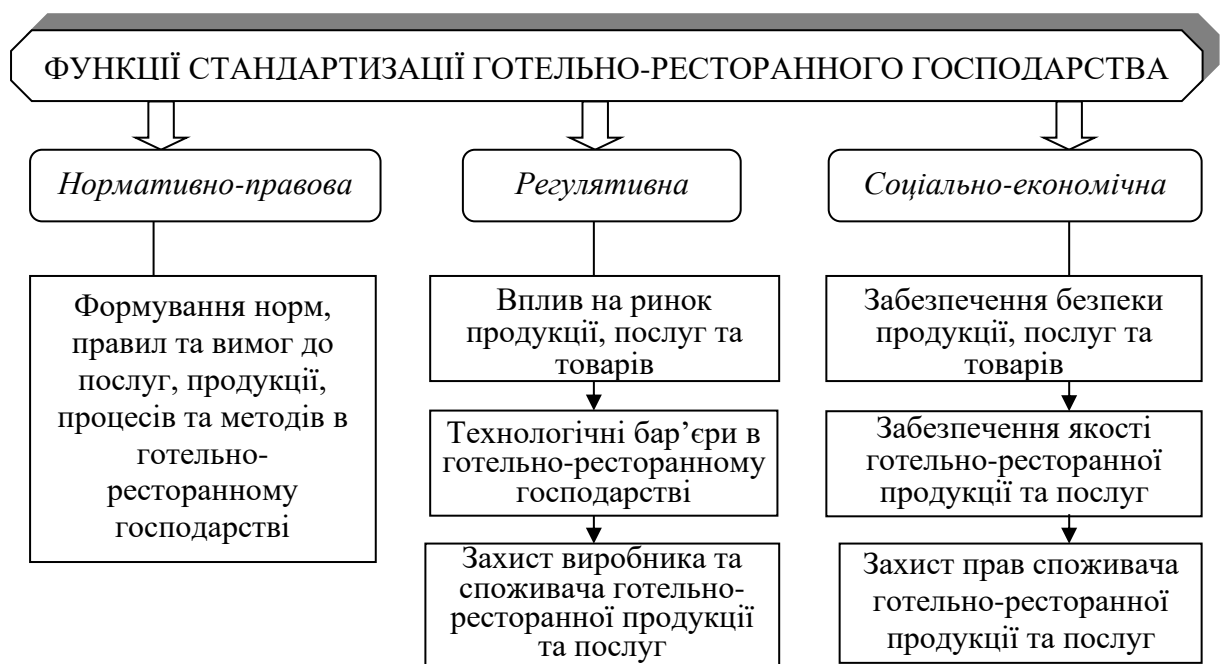 ФУНКЦІЇ СТАНДАРТИЗАЦІЇ ГОТЕЛЬНО-РЕСТОРАННОГО ГОСПОДАРСТВА
Нормативно-правова
Формування норм,
правил та вимог до
послуг, продукції,
процесів та методів в
готельно-
ресторанному
господарстві
Регулятивна
Вплив на ринок
продукції, послуг та
товарів
Технологічні бар’єри в
готельно-ресторанному
господарстві
Захист виробника та
споживача готельно-
ресторанної продукції
та послуг
Соціально-економічна
Забезпечення безпеки
продукції, послуг та
товарів
Забезпечення якості
готельно-ресторанної
продукції та послуг
Захист прав споживача
готельно-ресторанної
продукції та послуг